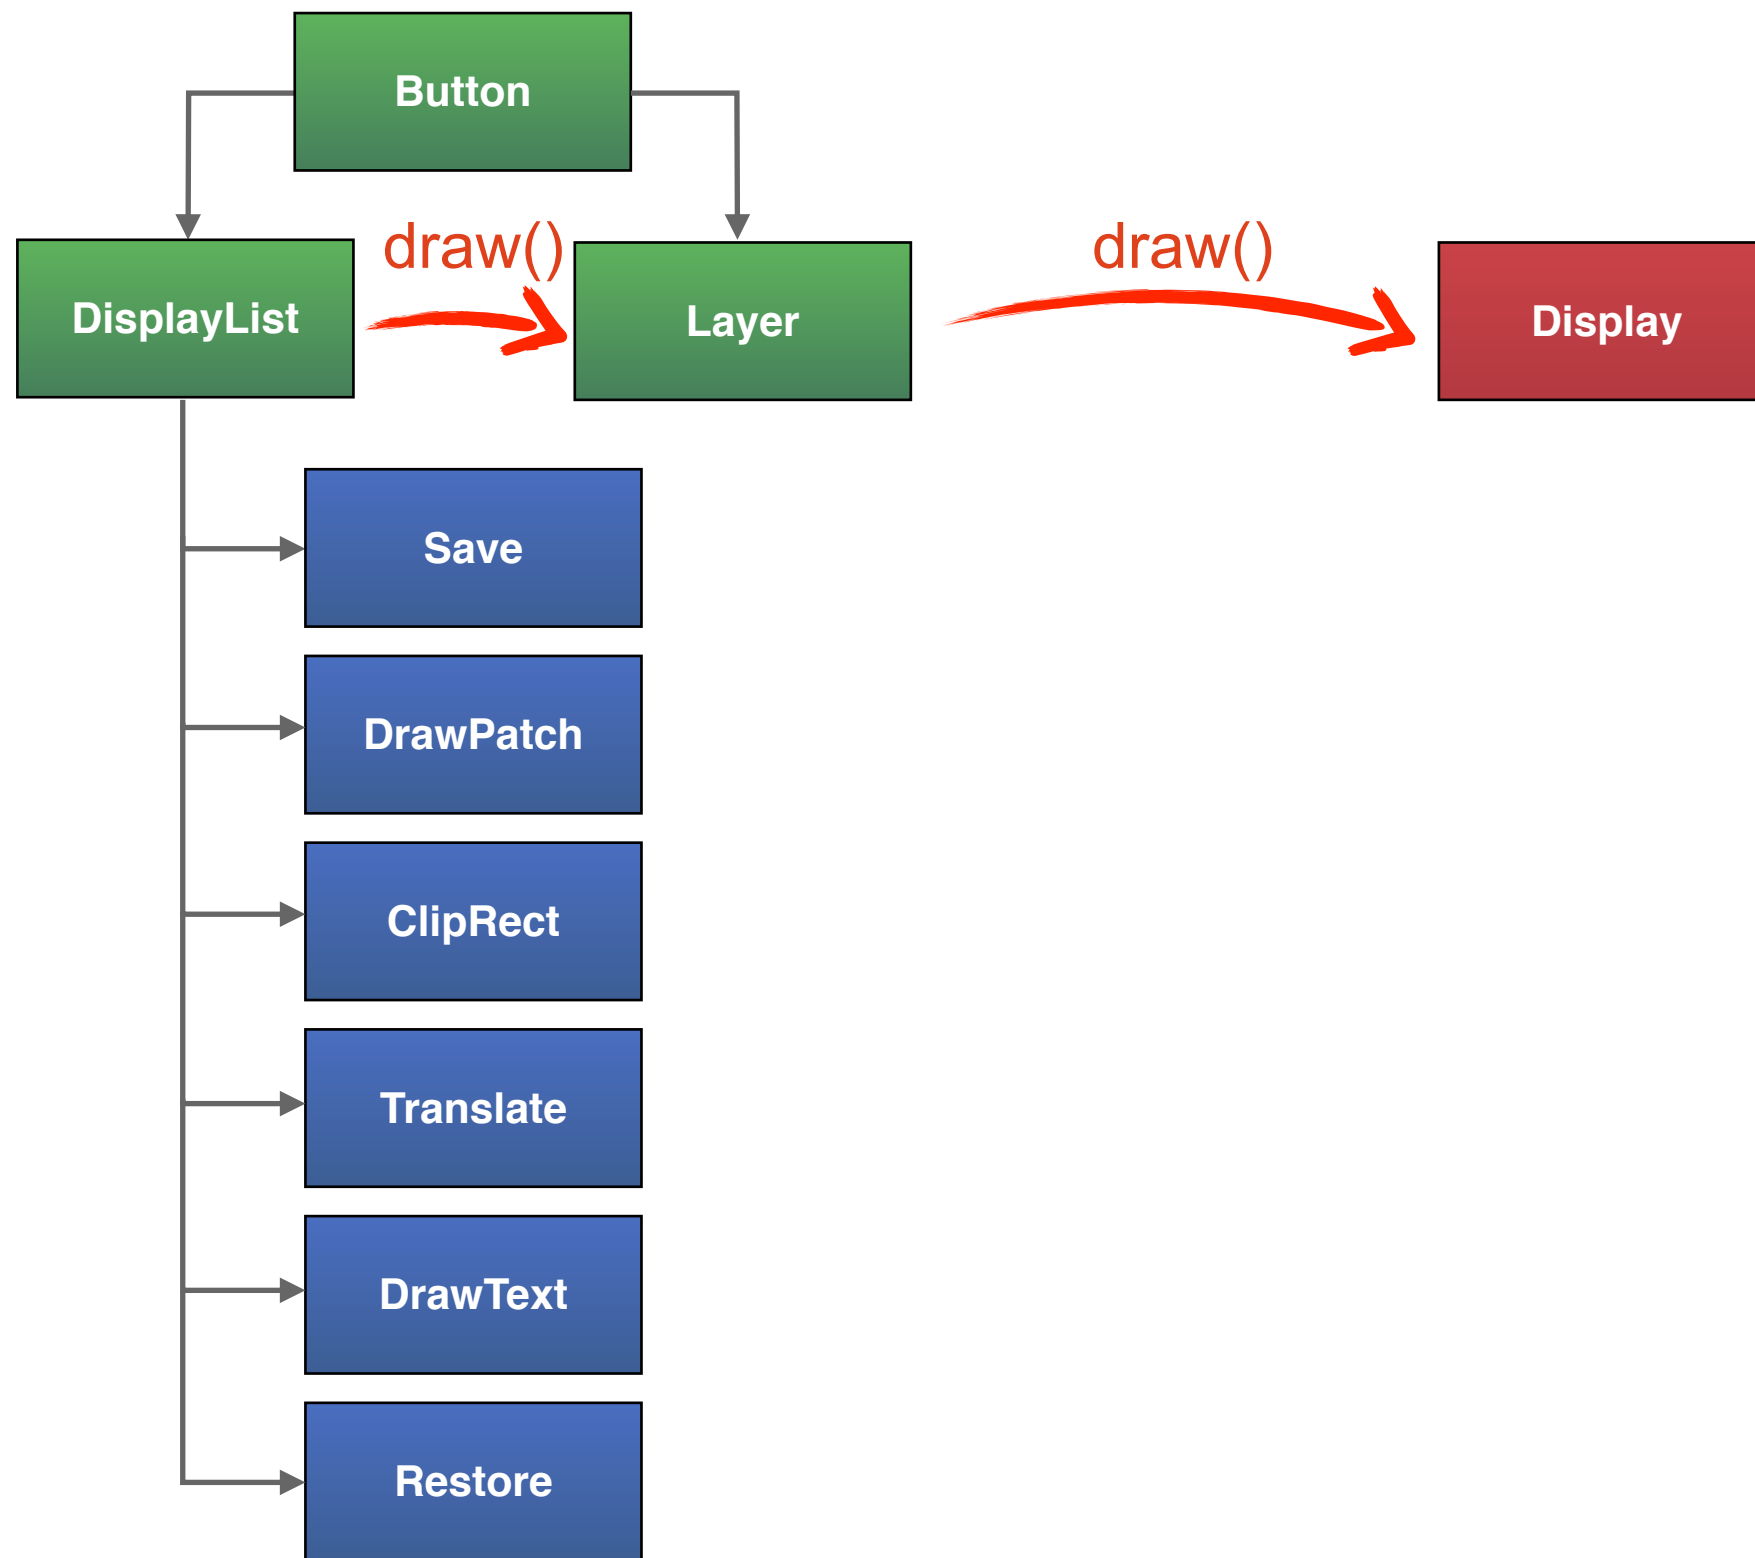 Button
draw()
draw()
DisplayList
Layer
Display
Save
DrawPatch
ClipRect
Translate
DrawText
Restore